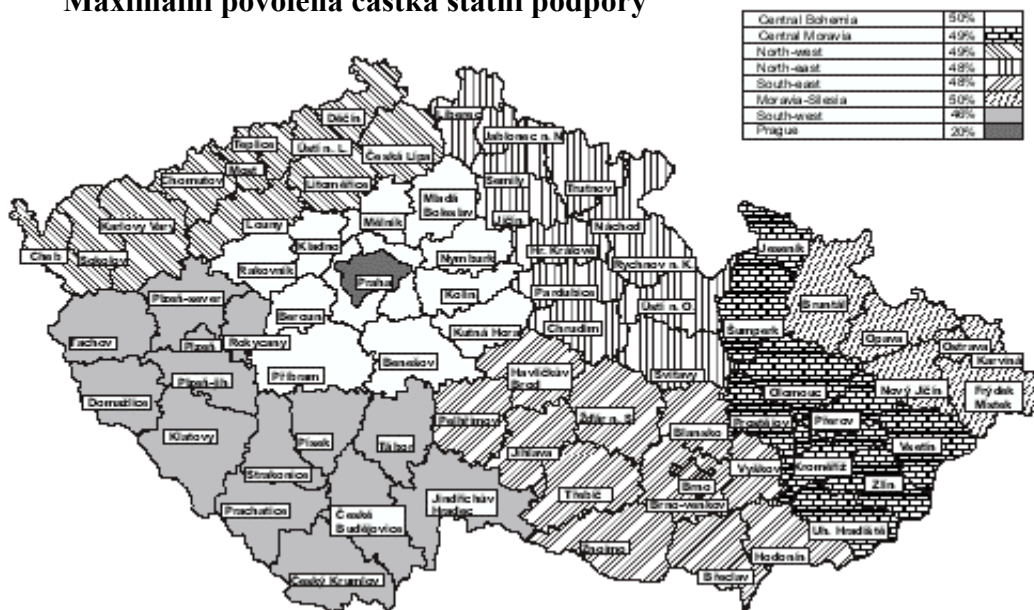 Maximální povolená částka státní podpory
Central Bohemia 50%
Central Moravia 49%
North-west 49%
North-east 48%
South-east 48%
Moravia-Silesia 50%
South-west 46%
Prague 20%
Děčín
Liberec
Teplice
Ústí n. L.
Jablonec n. N
Česká Lípa
Most
Chomutov
Litoměřice
Semily
Trutnov
Mladá
Boleslav
Jičín
Louny
Mělník
Karlovy Vary
Náchod
Kladno
Jeseník
Cheb
Sokolov
Hr. Králové
Nymburk
Rakovník
Rychnov n. K
Praha
Plzeň-sever
Kolín
Pardubice
Bruntál
Ústí n. O
Beroun
Kutná Hora
Chrudim
Šumperk
Tachov
Plzeň
Rokycany
Opava
Ostrava
Karviná
Benešov
Příbram
Havlíčkův
Brod
Svitavy
Plzeň-jih
Olomouc
Nový Jičín
Frýdek
Místek
Domažlice
Pelhřimov
Žďár n. S
Prostějov
Přerov
Blansko
Klatovy
Písek
Tábor
Vsetín
Jihlava
Vyškov
Kroměříž
Strakonice
Brno
Zlín
Třebíč
Jindřichův
Hradec
Brno-venkov
Prachatice
České
Budějovice
Uh. Hradiště
Znojmo
Hodonín
Břeclav
Český Krumlov